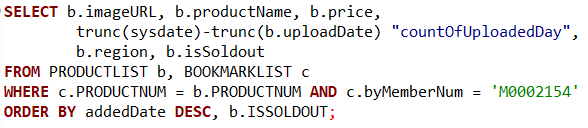 SELECT b.imageURL, b.productName, b.price,
trunc(sysdate)-trunc(b.uploadDate) "countOfUploadedDay",
b.region, b.isSoldout
FROM PRODUCTLIST b, BOOKMARKLIST c
WHERE c.PRODUCTNUM = b.PRODUCTNUM AND c.byMemberNum = 'M0002154'
ORDER BY addedDate DESC, b.ISSOLDOUT;